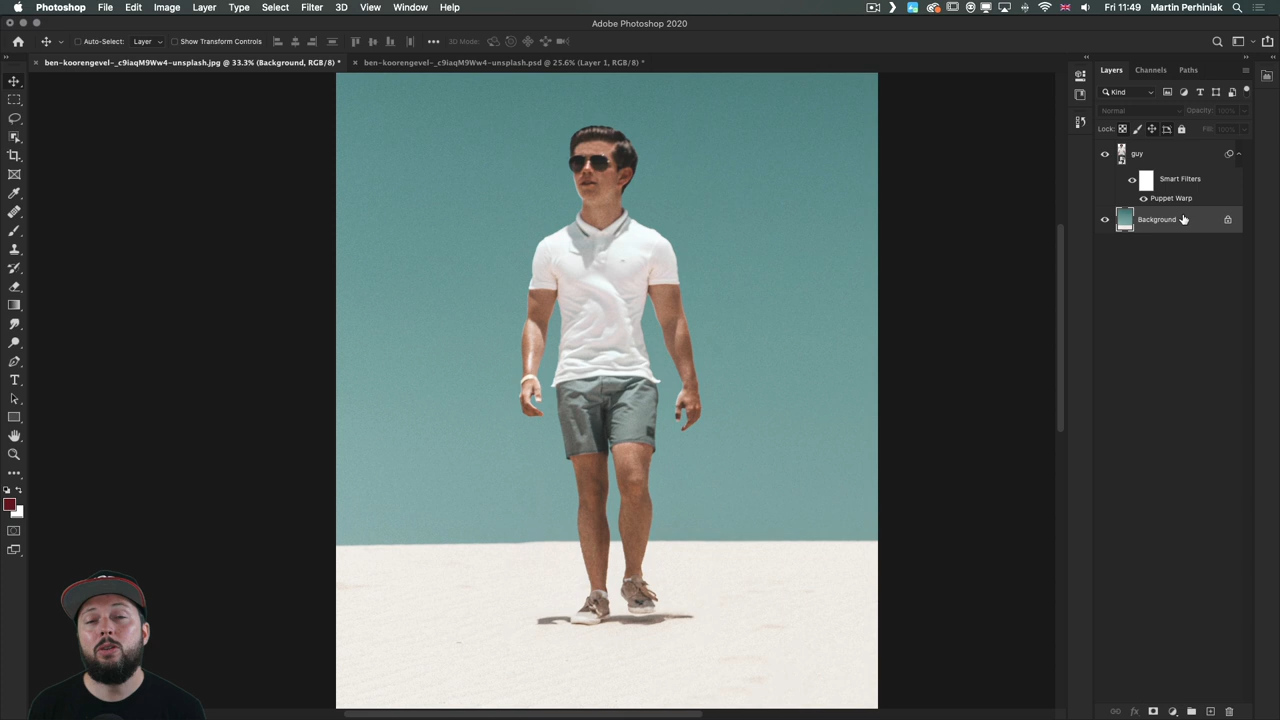 Photoshop File Edit Image Layer Type Select Filter 3D View Window Help Fri 11:49 Martin Perhiniak
Adobe Photoshop 2020
Auto-Select: Layer Show Transform Controls 3D Mode:
ben-koorengevel-_c9iaqM9Ww4-unsplash.jpg @ 33.3% (Background, RGB/8) * ben-koorengevel-_c9iaqM9Ww4-unsplash.psd @ 25.6% (Layer 1, RGB/8) *
Layers Channels Paths
Kind
Normal Opacity: 100%
Lock: Fill: 100%
guy
Smart Filters
Puppet Warp
Background